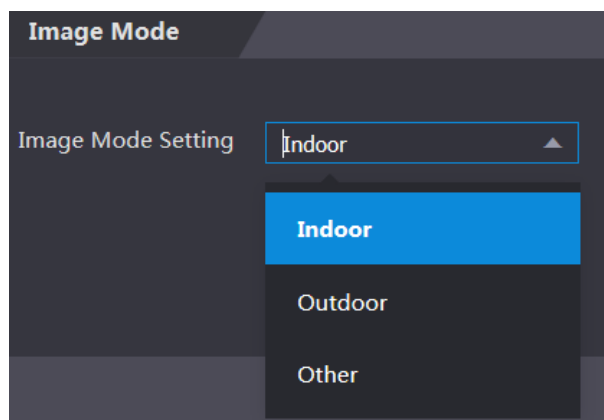 Image Mode
Image Mode Setting Indoor
Indoor
Outdoor
Other